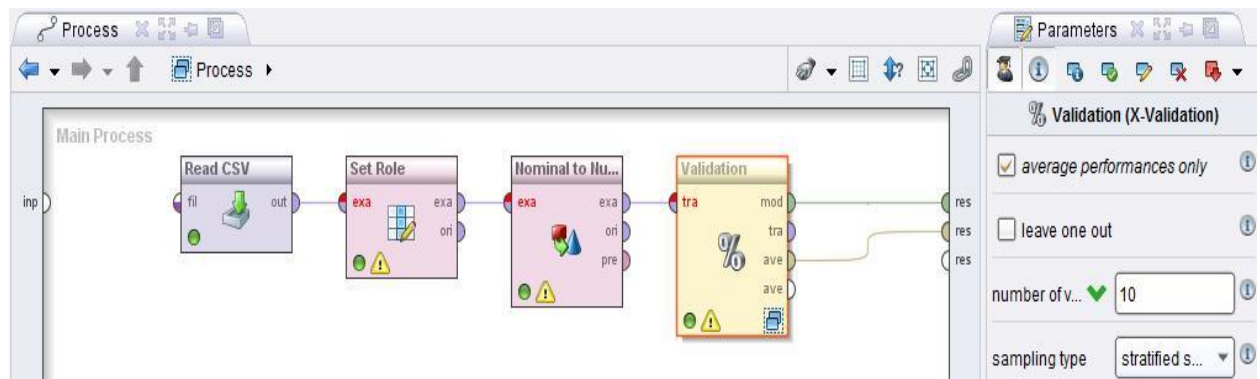 Process
Parameters
Process
Validation (X-Validation)
Main Process
Read CSV
Set Role
Nominal to Nu...
Validation
average performances only
inp
fil
out
exa
exa
exa
exa
tra
mod
res
ori
ori
tra
res
leave one out
pre
ave
res
ave
number of v...
10
sampling type
stratified s...